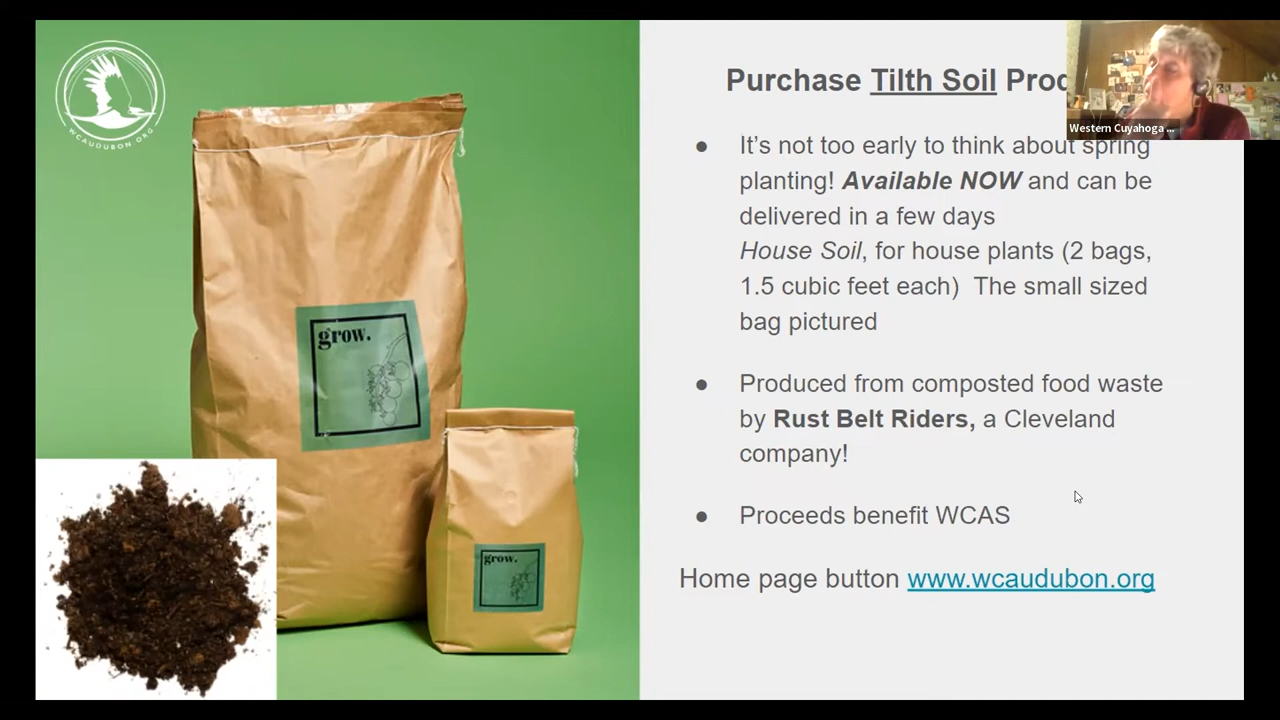 WCAUDUBON.ORG
grow.
grow.
Purchase Tilth Soil Prod
Western Cuyahoga ...
● It’s not too early to think about spring
planting! Available NOW and can be
delivered in a few days
House Soil, for house plants (2 bags,
1.5 cubic feet each)  The small sized
bag pictured
● Produced from composted food waste
by Rust Belt Riders, a Cleveland
company!
● Proceeds benefit WCAS
Home page button www.wcaudubon.org